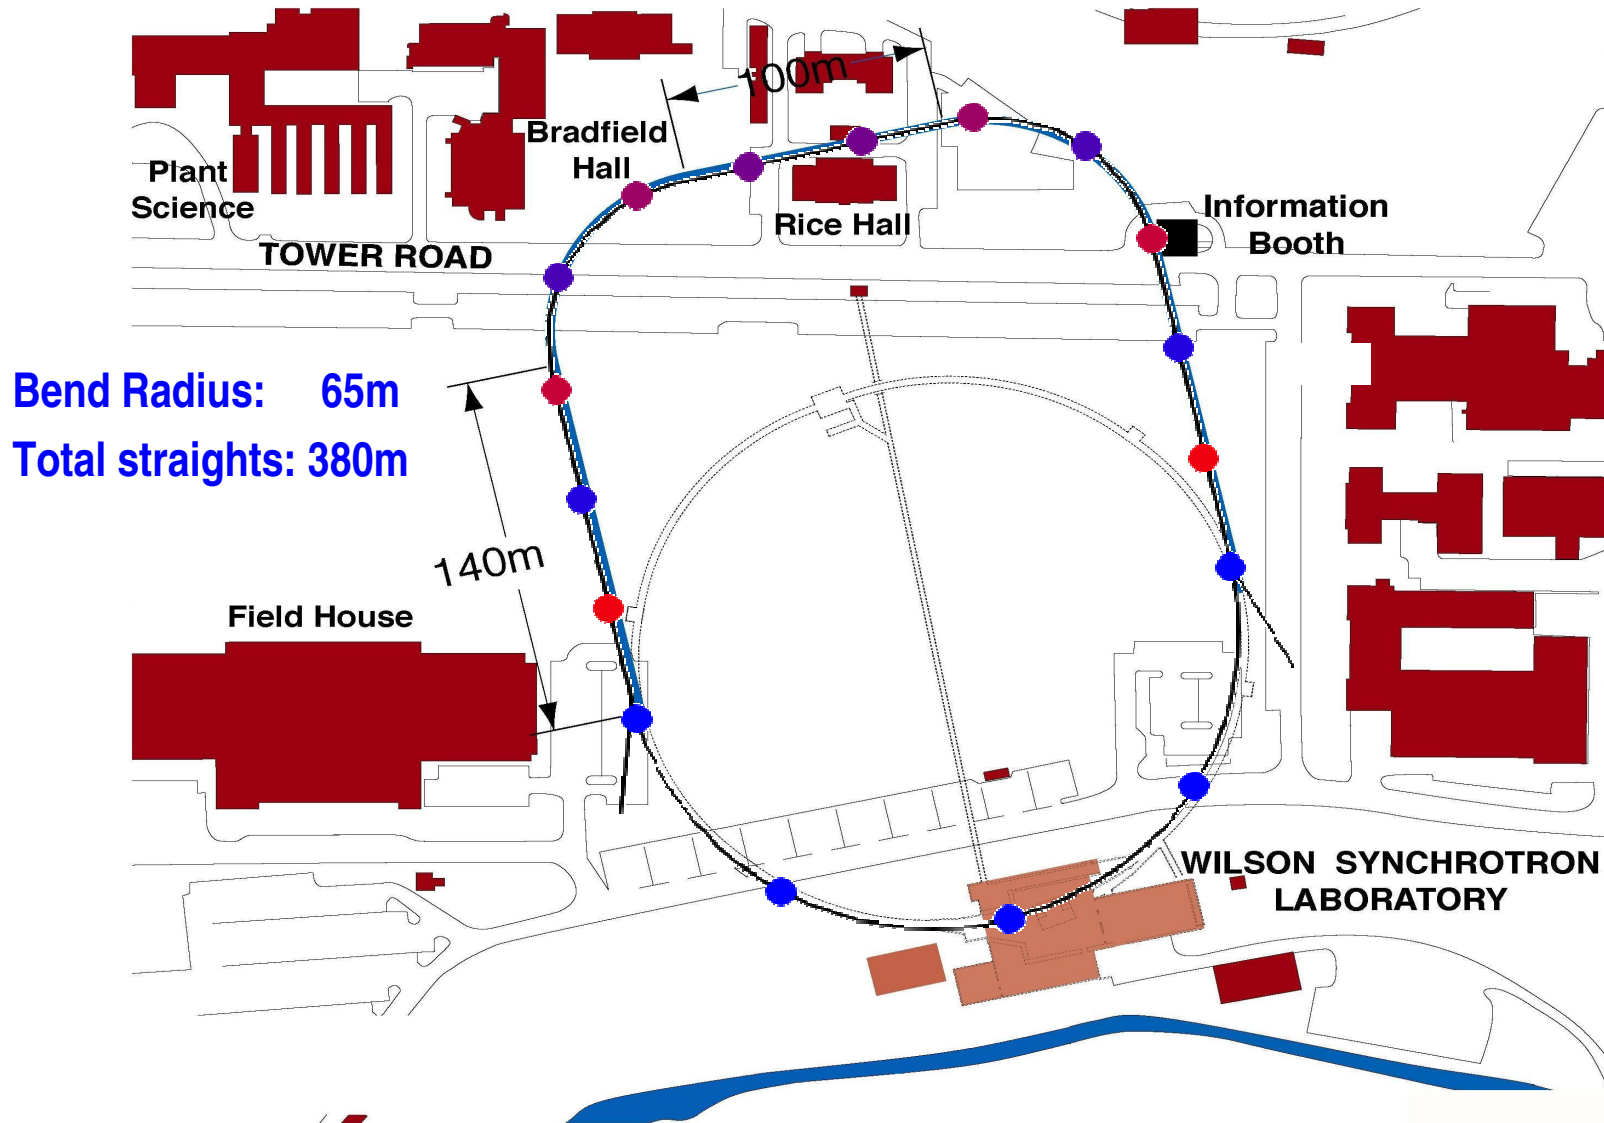 100m
Bradfield
Hall
Plant
Science
Rice Hall
Information
Booth
TOWER ROAD
Bend Radius: 65m
Total straights: 380m
140m
Field House
WILSON SYNCHROTRON
LABORATORY